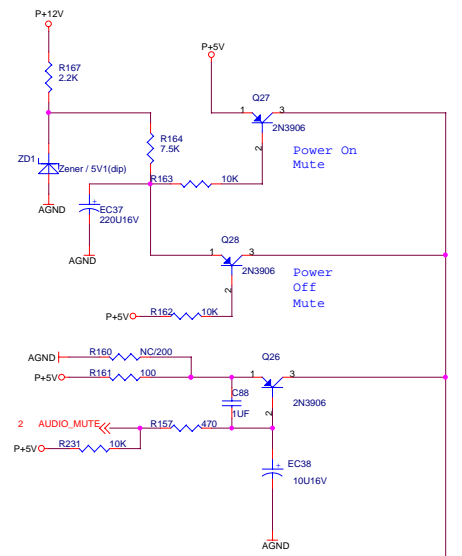 P+12V
R167
2.2K
P+5V
Q27
1
3
2N3906
2
Power On
Mute
R164
7.5K
ZD1
Zener / 5V1(dip)
R163
10K
AGND
+
EC37
220U16V
AGND
Q28
1
3
2N3906
2
Power
Off
Mute
P+5V
R162
10K
AGND
R160
NC/200
P+5V
R161
100
Q26
1
3
2N3906
2
C88
1UF
2 AUDIO_MUTE
R157
470
P+5V
R231
10K
+
EC38
10U16V
AGND